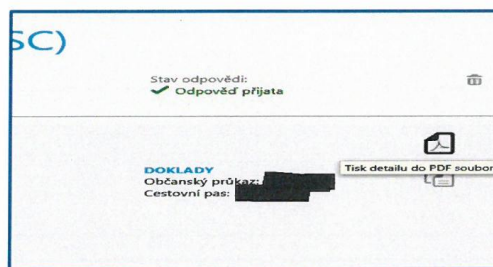 SC)
Stav odpovědi:
✔ Odpověď přijata
DOKLADY
Občanský průkaz:
Tisk detailu do PDF soubor
Cestovní pas: